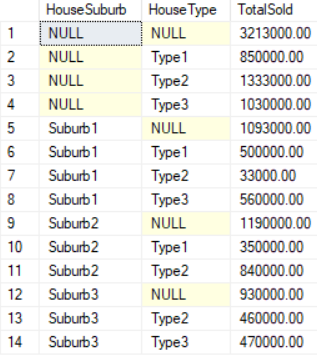 HouseSuburb HouseType TotalSold
1 NULL NULL 3213000.00
2 NULL Type1 850000.00
3 NULL Type2 1333000.00
4 NULL Type3 1030000.00
5 Suburb1 NULL 1093000.00
6 Suburb1 Type1 500000.00
7 Suburb1 Type2 33000.00
8 Suburb1 Type3 560000.00
9 Suburb2 NULL 1190000.00
10 Suburb2 Type1 350000.00
11 Suburb2 Type2 840000.00
12 Suburb3 NULL 930000.00
13 Suburb3 Type2 460000.00
14 Suburb3 Type3 470000.00